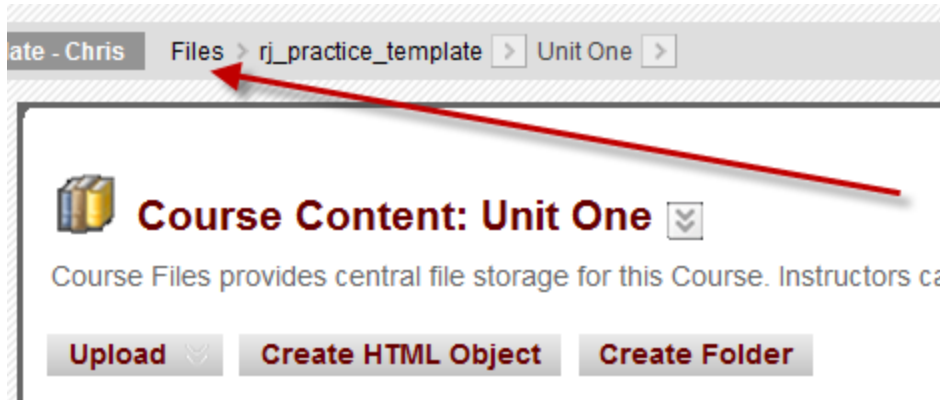 ate - Chris Files > rj_practice_template > Unit One >
Course Content: Unit One
Course Files provides central file storage for this Course. Instructors ca
Upload Create HTML Object Create Folder